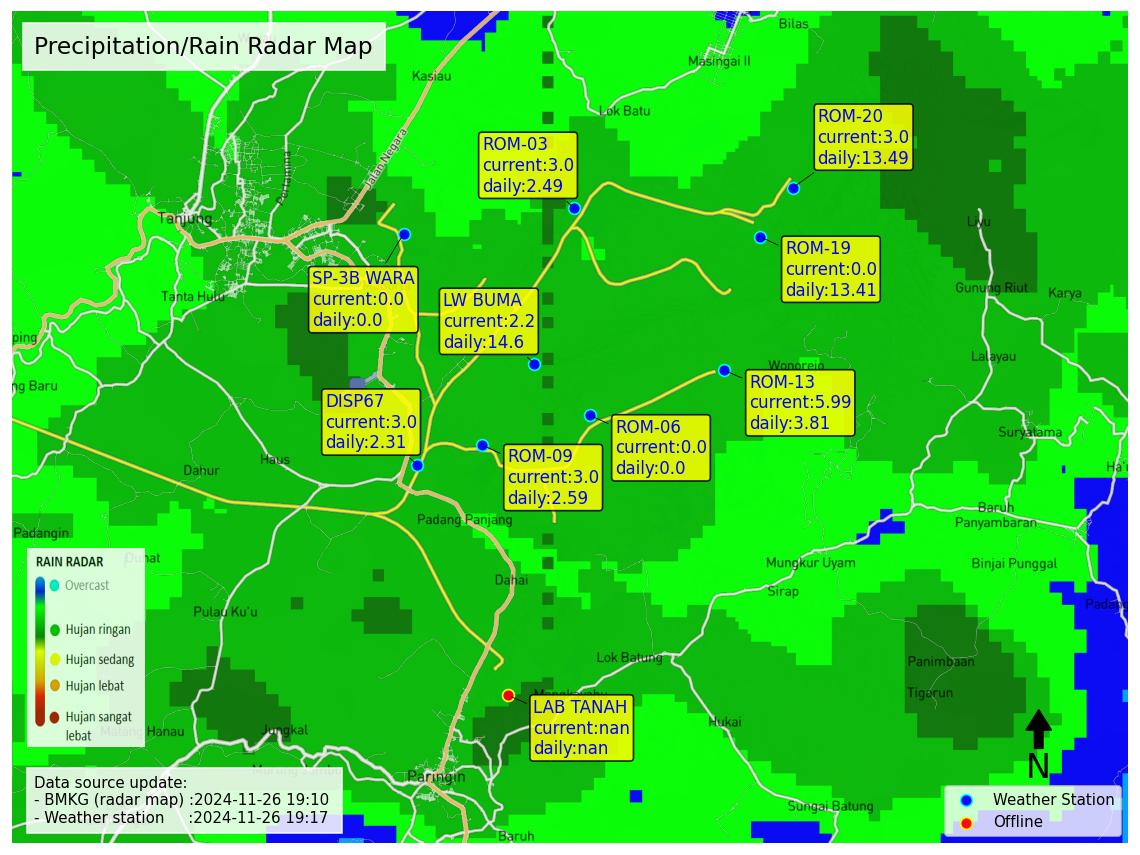 Precipitation/Rain Radar Map
Bilas
Masingai II
Kasiau
Lok Batu
Jalan Negara
Pertamina
Tanjung
Tanta Hulu
ping
ng Baru
Liyu
Gunung Riut
Karya
Lalayau
Wonorejo
Suryatama
Ha'u
Baruh
Panyambaran
Binjai Punggal
Mungkur Uyam
Sirap
Padang
Dahur
Haus
Padang Panjang
Padangin
Dahai
Pulau Ku'u
Lok Batung
Panimbaan
Tigarun
Hukai
Jungkal
Matang Hanau
Paringin
Sungai Batung
Baruh
ROM-03
current:3.0
daily:2.49
ROM-20
current:3.0
daily:13.49
ROM-19
current:0.0
daily:13.41
SP-3B WARA
current:0.0
daily:0.0
LW BUMA
current:2.2
daily:14.6
ROM-13
current:5.99
daily:3.81
DISP67
current:3.0
daily:2.31
ROM-06
current:0.0
daily:0.0
ROM-09
current:3.0
daily:2.59
LAB TANAH
current:nan
daily:nan
RAIN RADAR
Overcast
Hujan ringan
Hujan sedang
Hujan lebat
Hujan sangat
lebat
Data source update:
- BMKG (radar map) :2024-11-26 19:10
- Weather station :2024-11-26 19:17
N
Weather Station
Offline